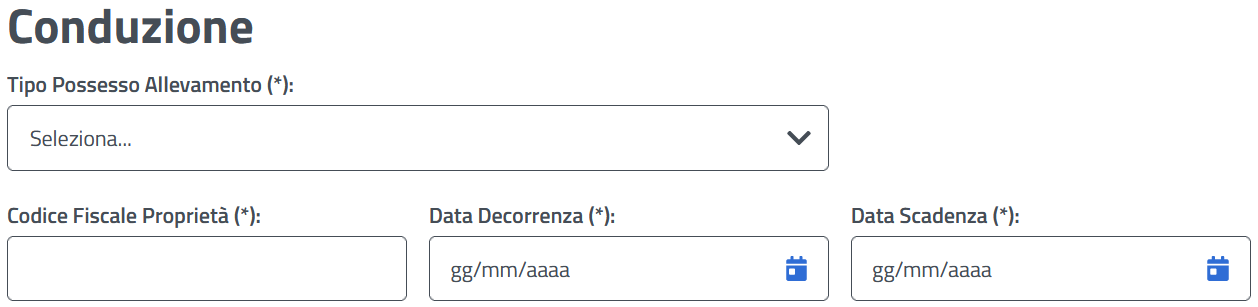 Conduzione
Tipo Possesso Allevamento (*):
Seleziona...
Codice Fiscale Proprietà (*): Data Decorrenza (*): Data Scadenza (*):
gg/mm/aaaa gg/mm/aaaa